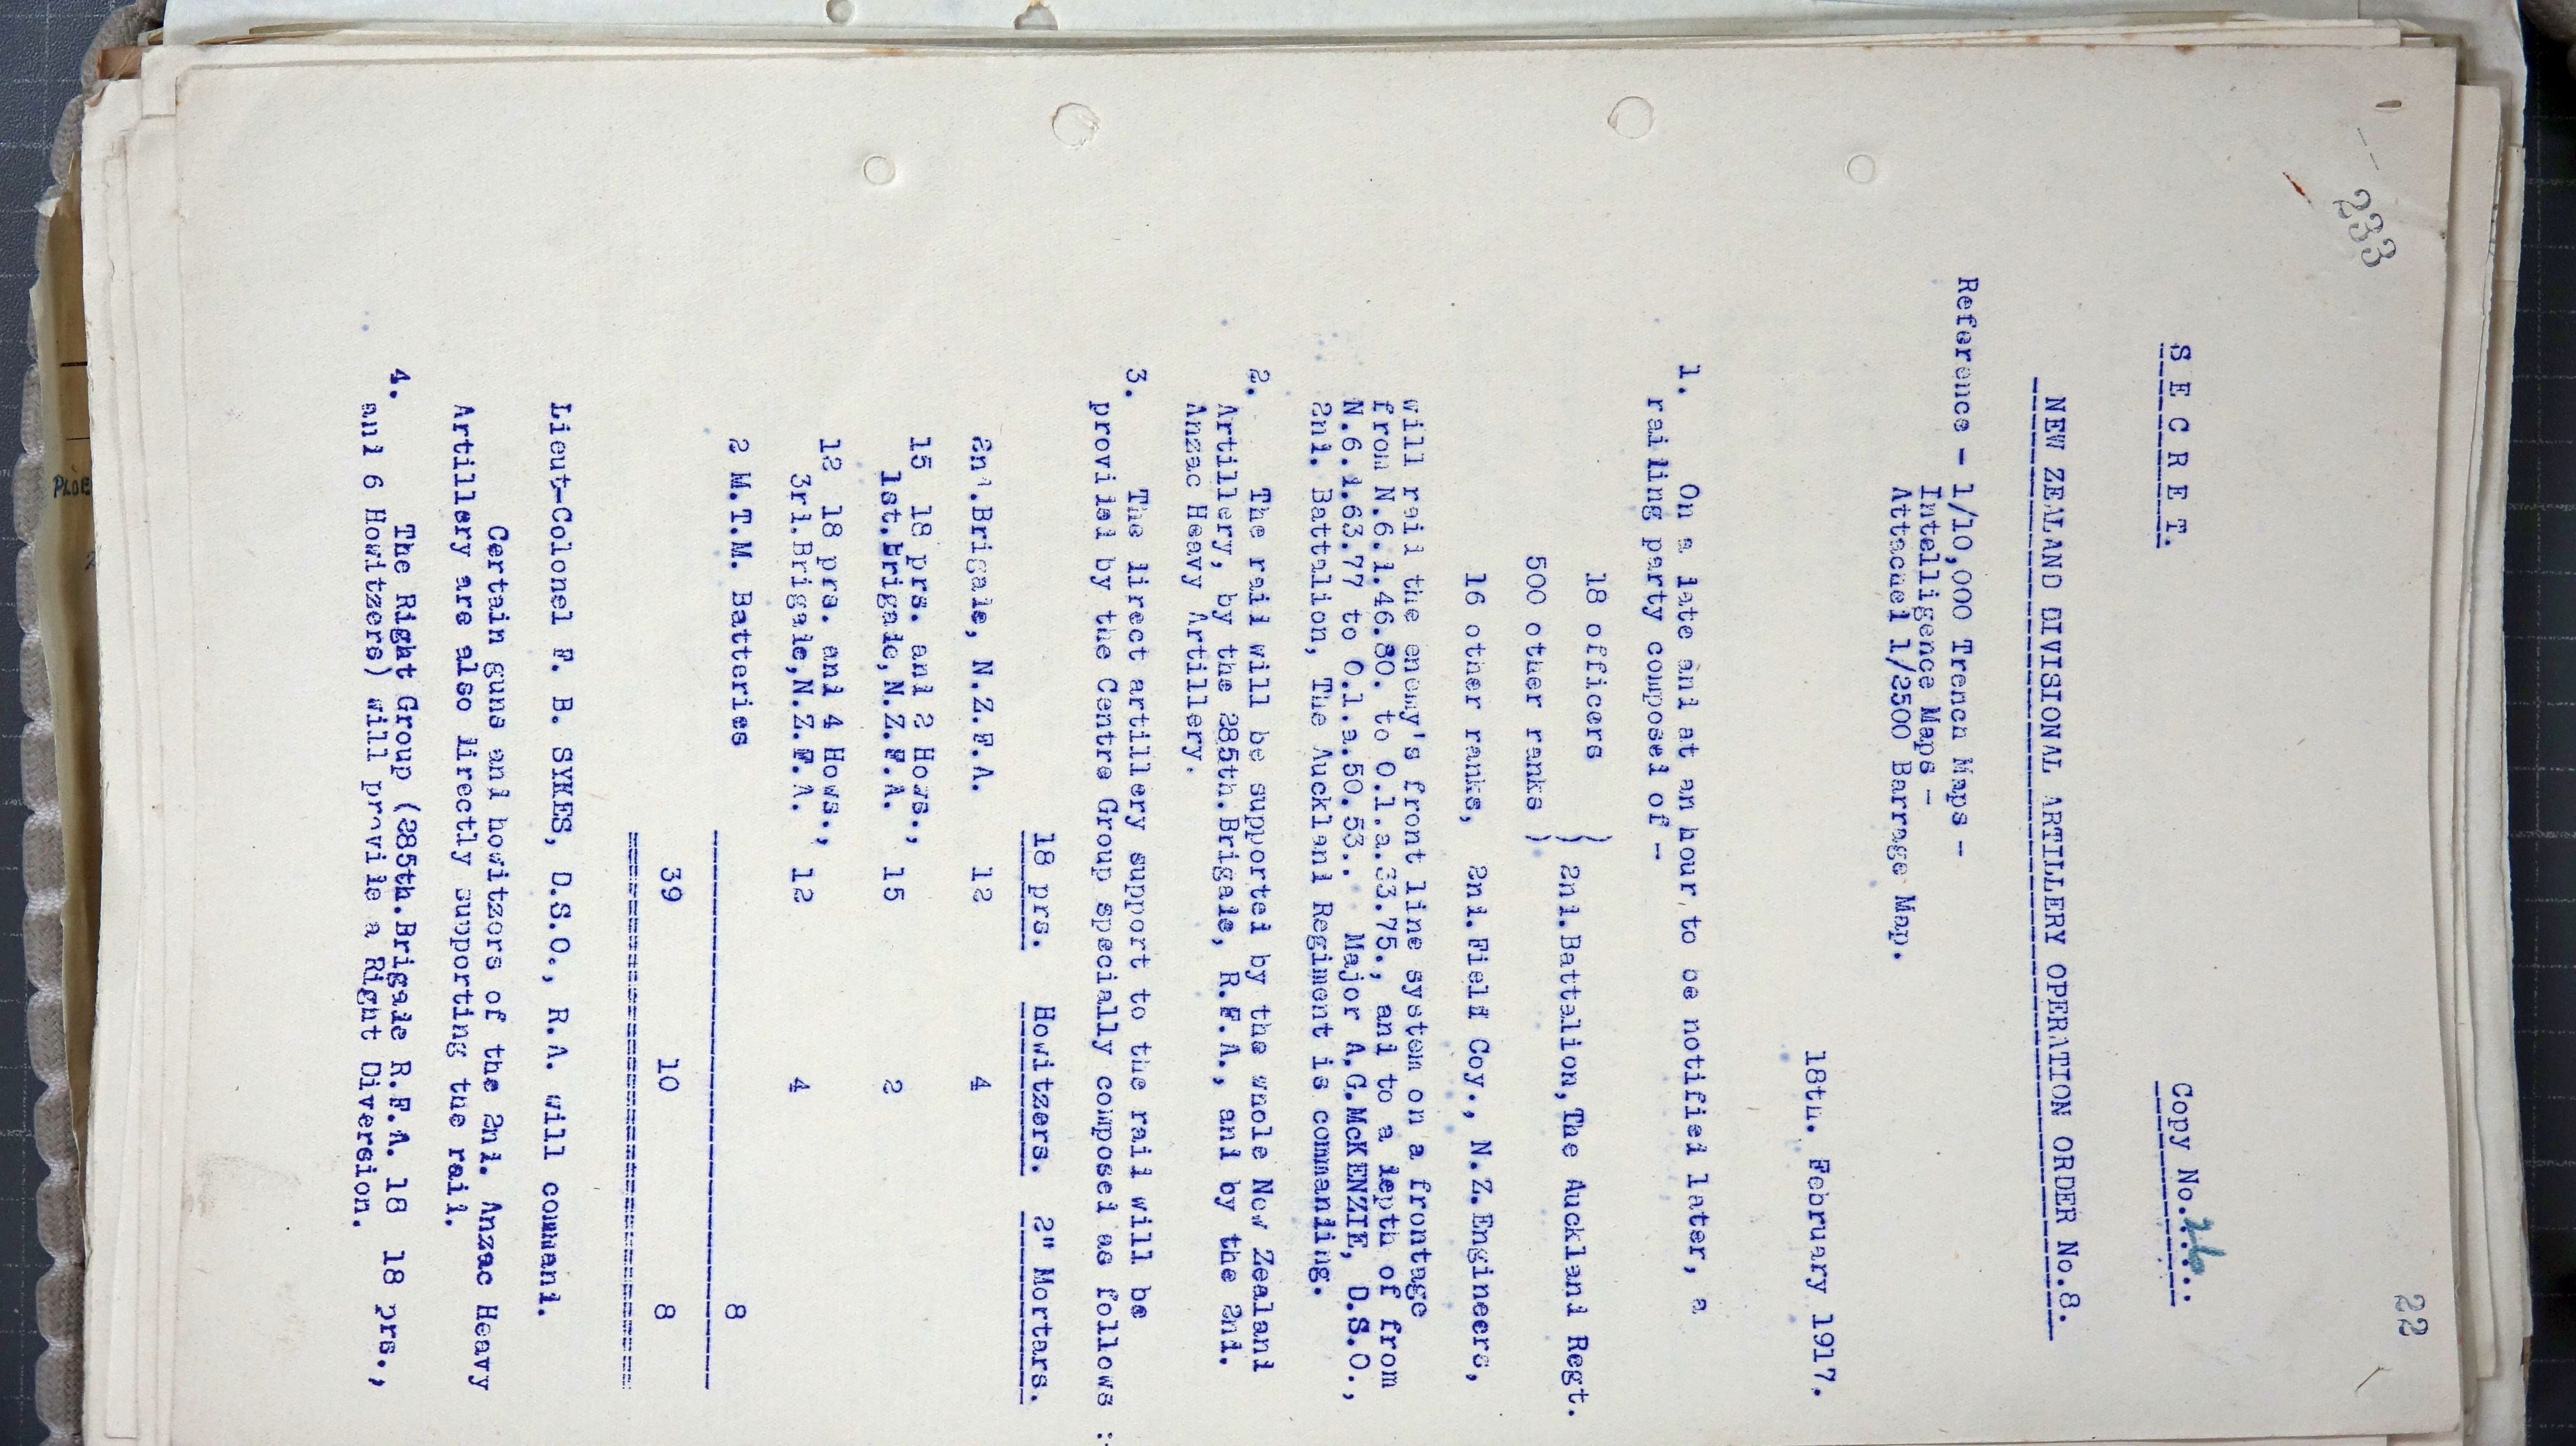 233
22
S E C R E T.
Copy No.
NEW ZEALAND DIVISIONAL ARTILLERY OPERATION ORDER No.8.
18th. February 1917.
Reference - 1/10,000 Trench Maps -
Intelligence Maps -
Attached 1/2500 Barrage Map.
1. On a date and at an hour to be notified later, a
raiding party composed of -
18 officers }
500 other ranks } 2nd.Battalion,The Auckland Regt.
16 other ranks, 2nd.Field Coy., N.Z.Engineers,
will raid the enemy's front line system on a frontage
from N.6.d.46.80. to O.1.a.33.75., and to a depth of from
N.6.d.63.77 to O.1.a.50.53. Major A.G.McKENZIE, D.S.O.,
2nd. Battalion, The Auckland Regiment is commanding.
2. The raid will be supported by the whole New Zealand
Artillery, by the 285th.Brigade, R.F.A., and by the 2nd.
Anzac Heavy Artillery.
3. The direct artillery support to the raid will be
provided by the Centre Group specially composed as follows :-
18 prs. Howitzers. 2" Mortars.
2nd.Brigade, N.Z.F.A. 12 4
15 18 prs. and 2 Hows.,
1st.Brigade,N.Z.F.A. 15 2
12 18 prs. and 4 Hows.,
3rd.Brigade,N.Z.F.A. 12 4
2 M.T.M. Batteries 8
39 10 8
Lieut-Colonel F. B. SYKES, D.S.O., R.A. will command.
Certain guns and howitzers of the 2nd. Anzac Heavy
Artillery are also directly supporting the raid.
4. The Right Group (285th.Brigade R.F.A. 18 18 prs.,
and 6 Howitzers) will provide a Right Diversion.